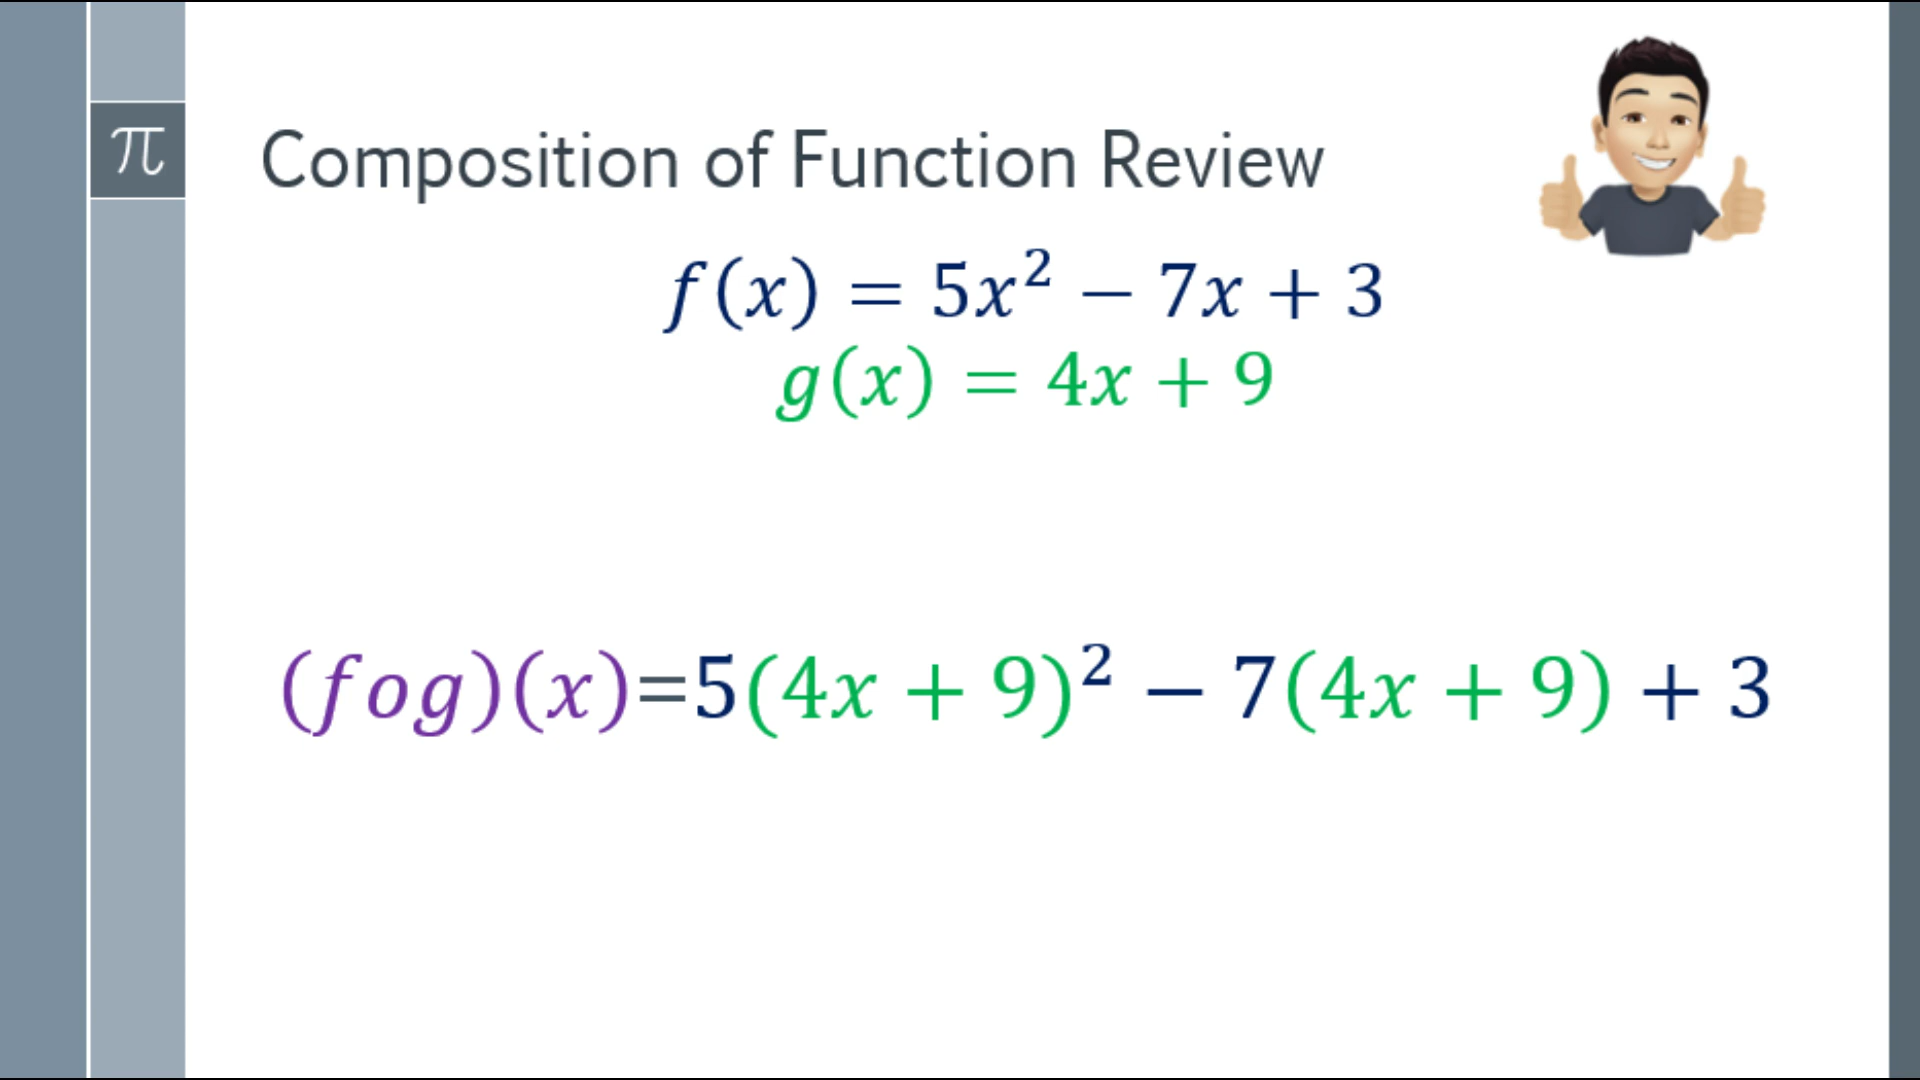 π
Composition of Function Review
f(x) = 5x² − 7x + 3
g(x) = 4x + 9
(fog)(x)=5(4x + 9)² − 7(4x + 9) + 3